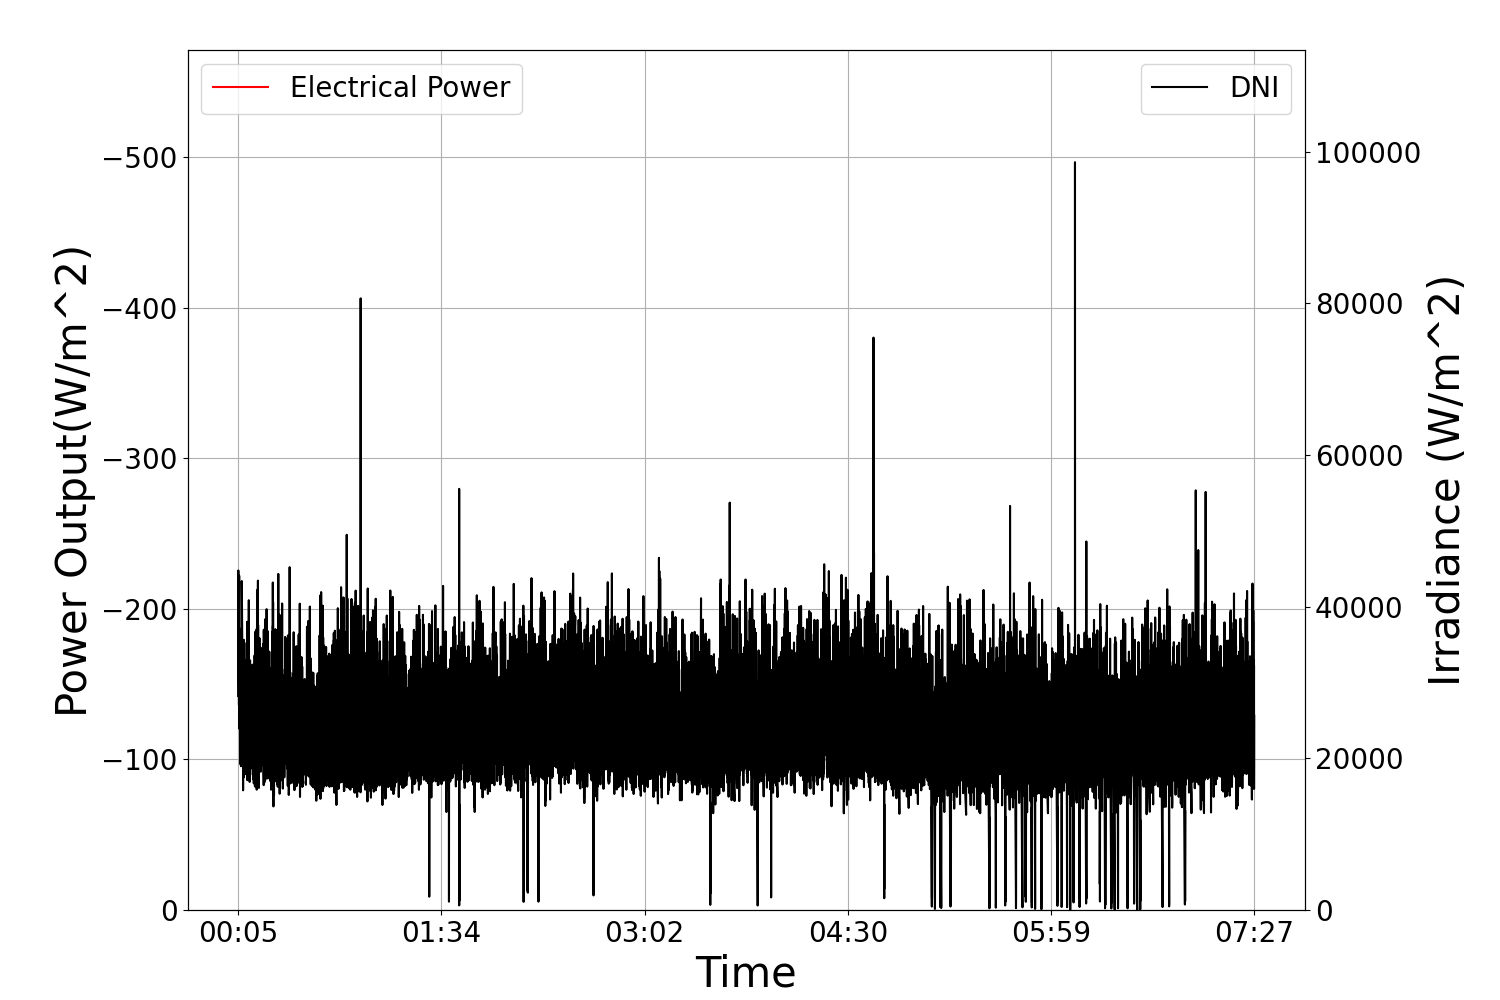 Electrical Power
DNI
−500
−400
−300
−200
−100
0
100000
80000
60000
40000
20000
0
Power Output(W/m^2)
Irradiance (W/m^2)
00:05 01:34 03:02 04:30 05:59 07:27
Time